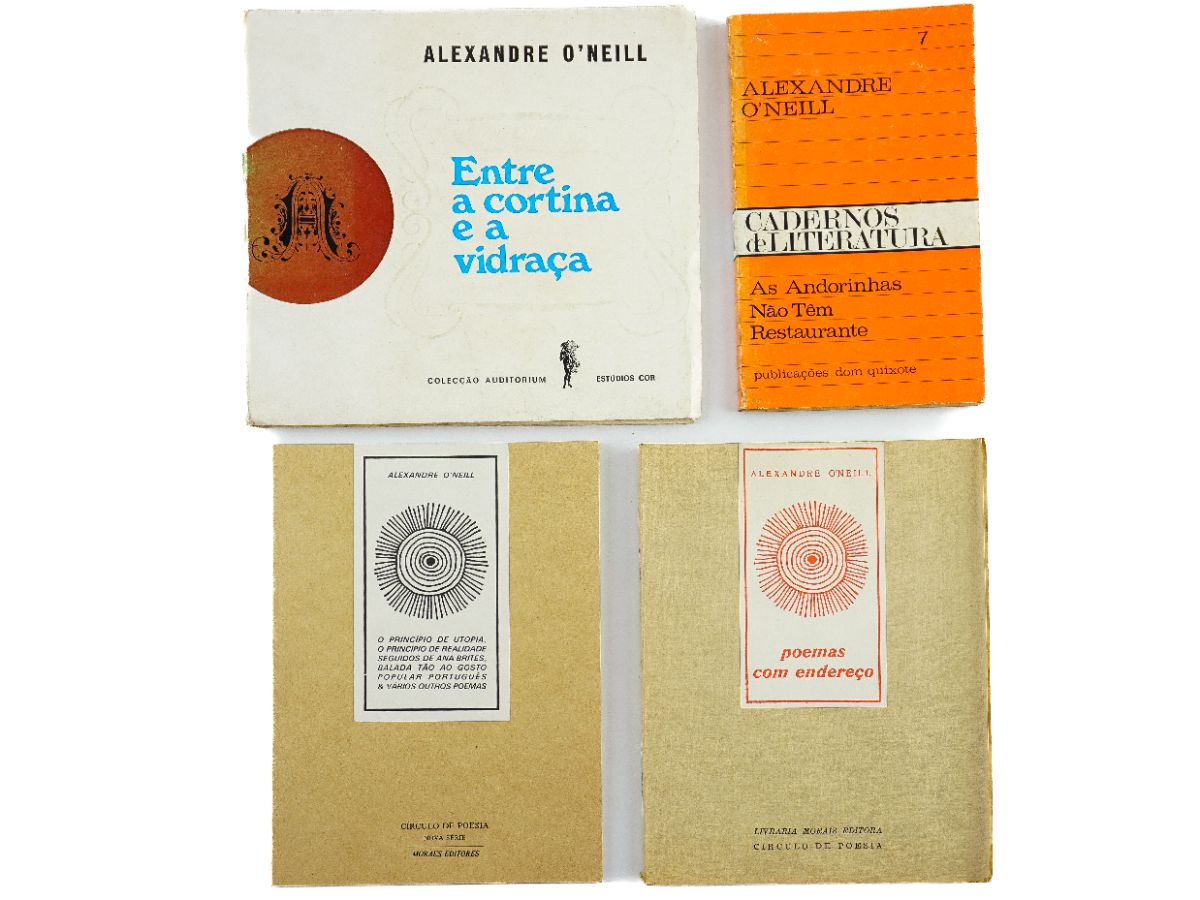 ALEXANDRE O'NEILL
A
Entre
a cortina
e a
vidraça
COLECÇÃO AUDITORIUM ESTÚDIOS COR
7
ALEXANDRE
O'NEILL
CADERNOS
de LITERATURA
As Andorinhas
Não Têm
Restaurante
publicações dom quixote
ALEXANDRE O'NEILL
O PRINCÍPIO DE UTOPIA,
O PRINCÍPIO DE REALIDADE
SEGUIDOS DE ANA BRITES,
BALADA TÃO AO GOSTO
POPULAR PORTUGUÊS
& VÁRIOS OUTROS POEMAS
CÍRCULO DE POESIA
NOVA SÉRIE
MORAES EDITORES
ALEXANDRE O'NEILL
poemas
com endereço
LIVRARIA MORAIS EDITORA
CÍRCULO DE POESIA